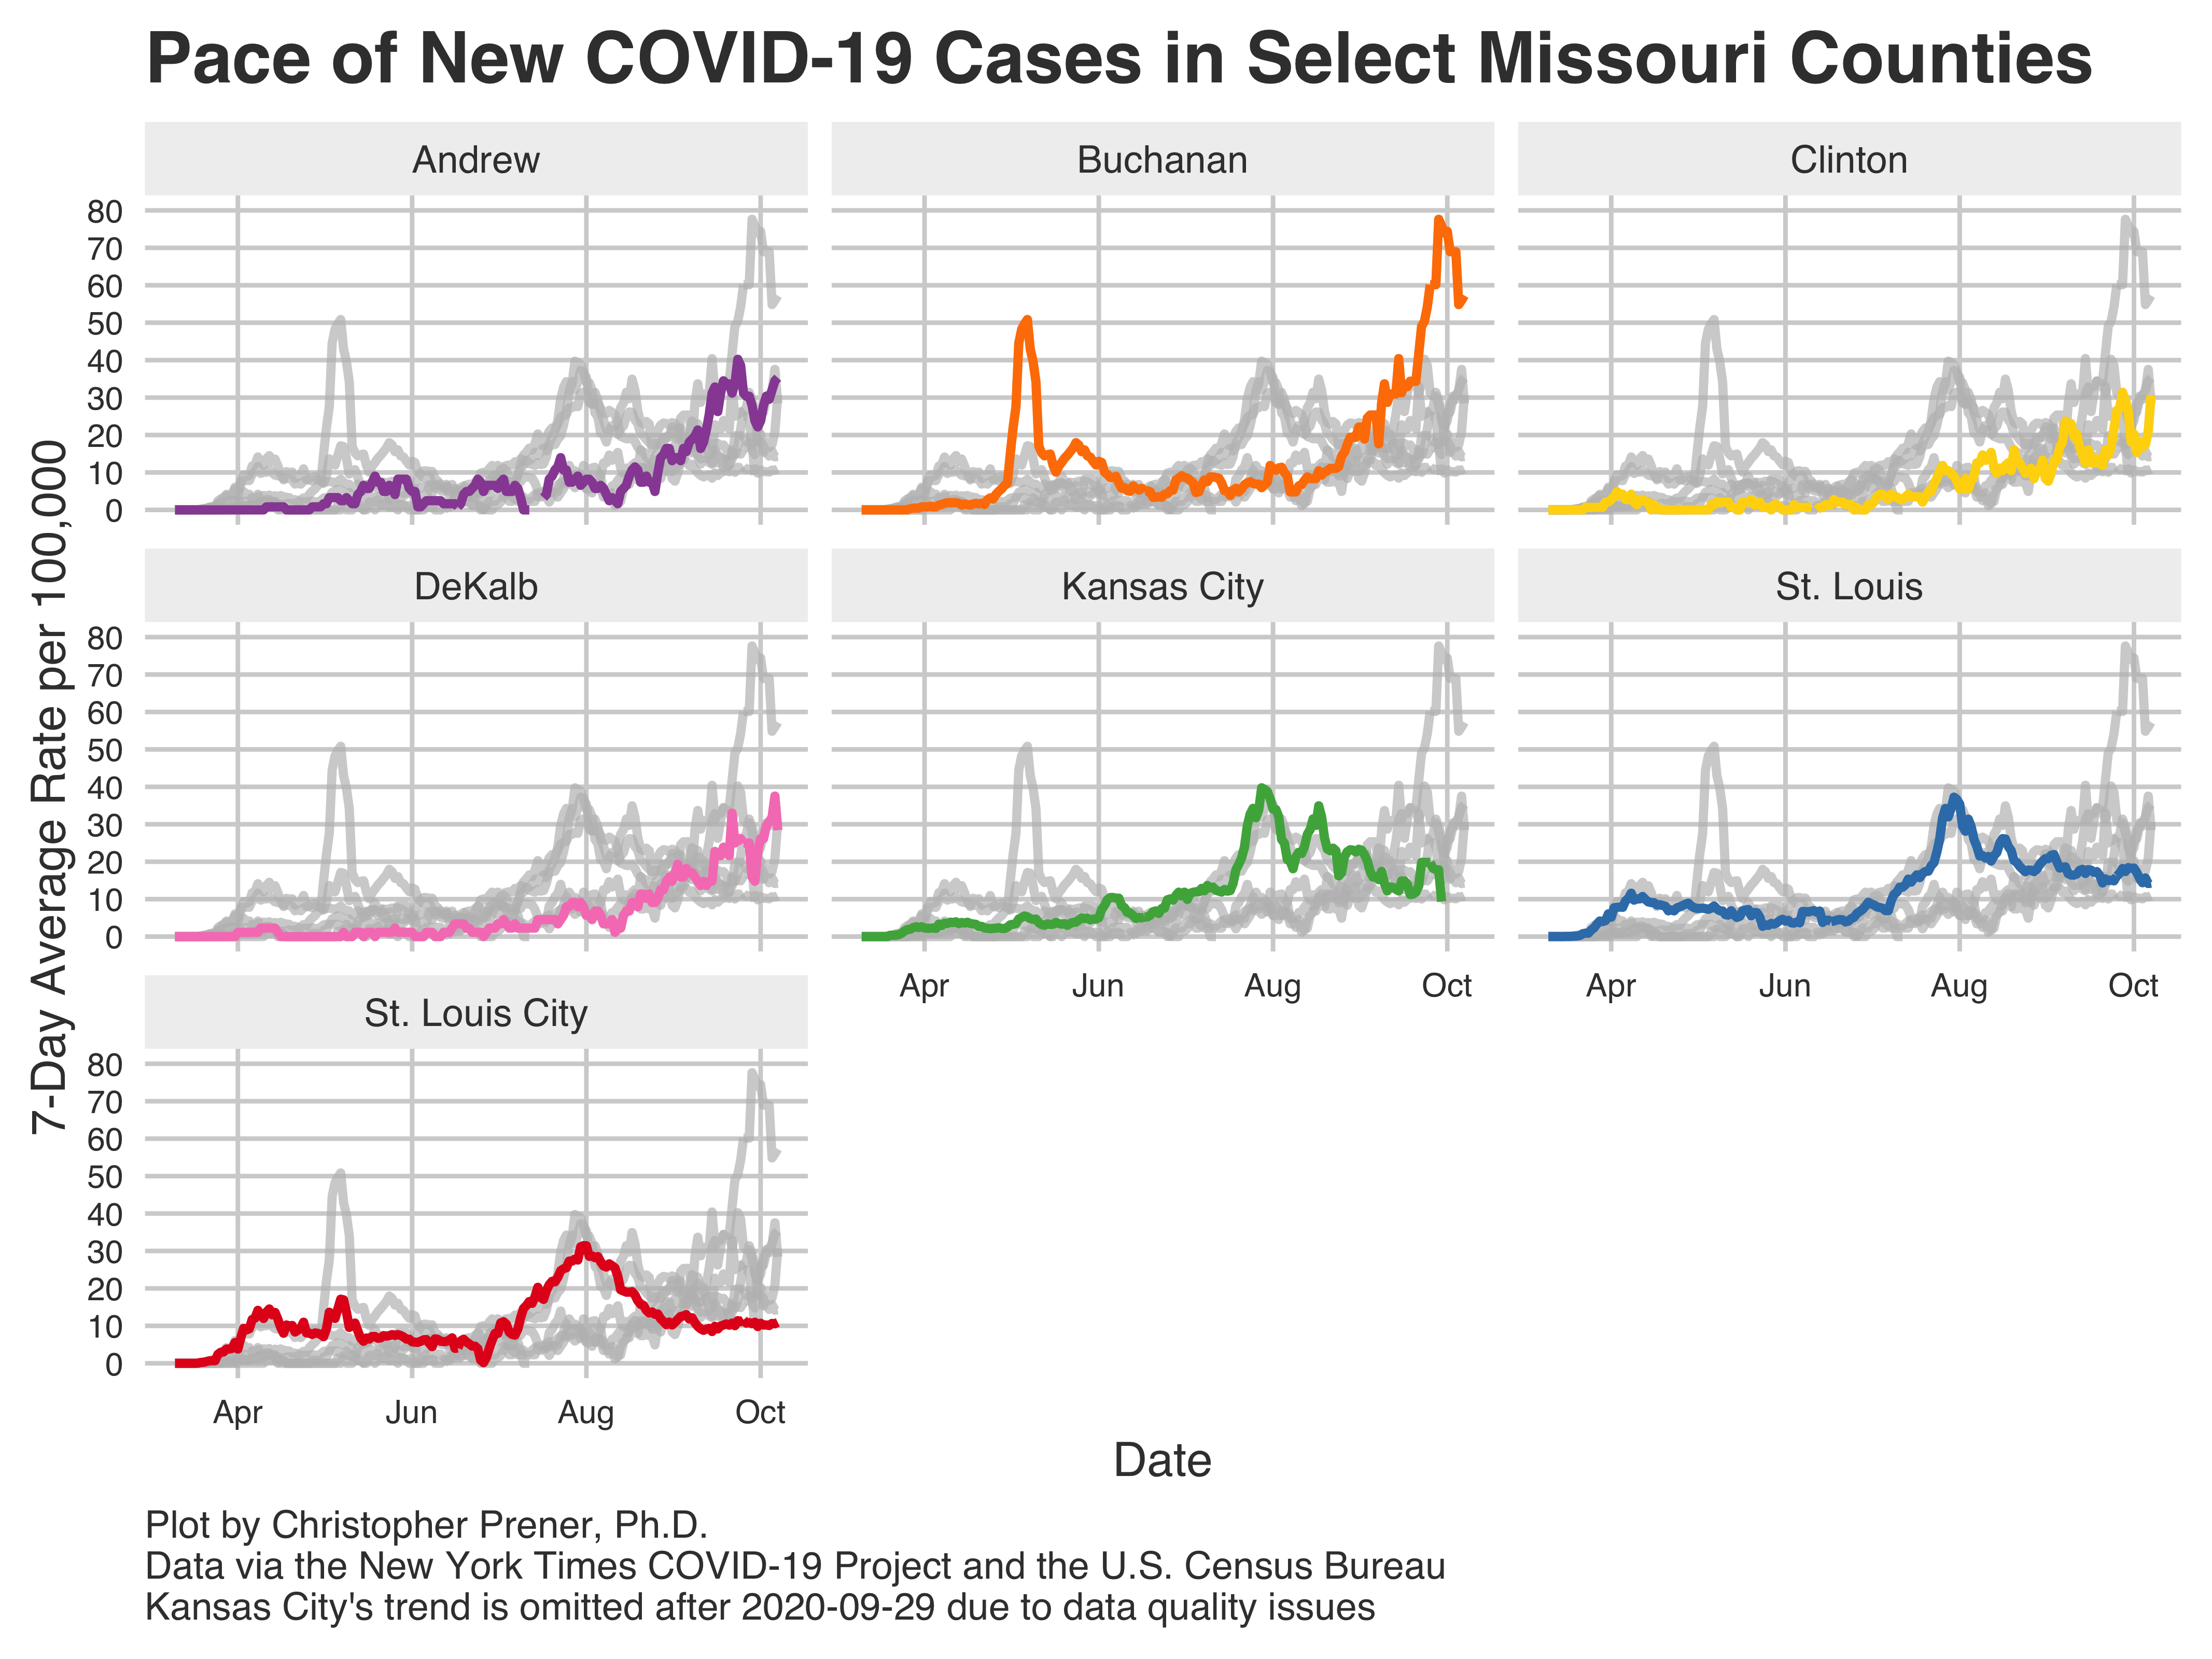 Pace of New COVID-19 Cases in Select Missouri Counties
Andrew
Buchanan
Clinton
80
70
60
50
40
30
20
10
0
DeKalb
Kansas City
St. Louis
80
70
60
50
40
30
20
10
0
Apr Jun Aug Oct
Apr Jun Aug Oct
St. Louis City
80
70
60
50
40
30
20
10
0
Apr Jun Aug Oct
7-Day Average Rate per 100,000
Date
Plot by Christopher Prener, Ph.D.
Data via the New York Times COVID-19 Project and the U.S. Census Bureau
Kansas City's trend is omitted after 2020-09-29 due to data quality issues